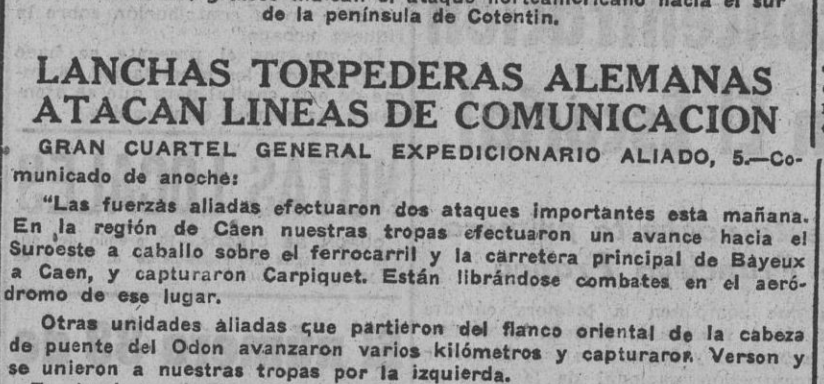 de la península de Cotentin.
LANCHAS TORPEDERAS ALEMANAS
ATACAN LINEAS DE COMUNICACION
GRAN CUARTEL GENERAL EXPEDICIONARIO ALIADO, 5.—Co-
municado de anoche:
"Las fuerzas aliadas efectuaron dos ataques importantes esta mañana.
En la región de Caen nuestras tropas efectuaron un avance hacia el
Suroeste a caballo sobre el ferrocarril y la carretera principal de Bayeux
a Caen, y capturaron Carpiquet. Están librándose combates en el aeró-
dromo de ese lugar.
Otras unidades aliadas que partieron del flanco oriental de la cabeza
de puente del Odon avanzaron varios kilómetros y capturaron Verson y
se unieron a nuestras tropas por la izquierda.